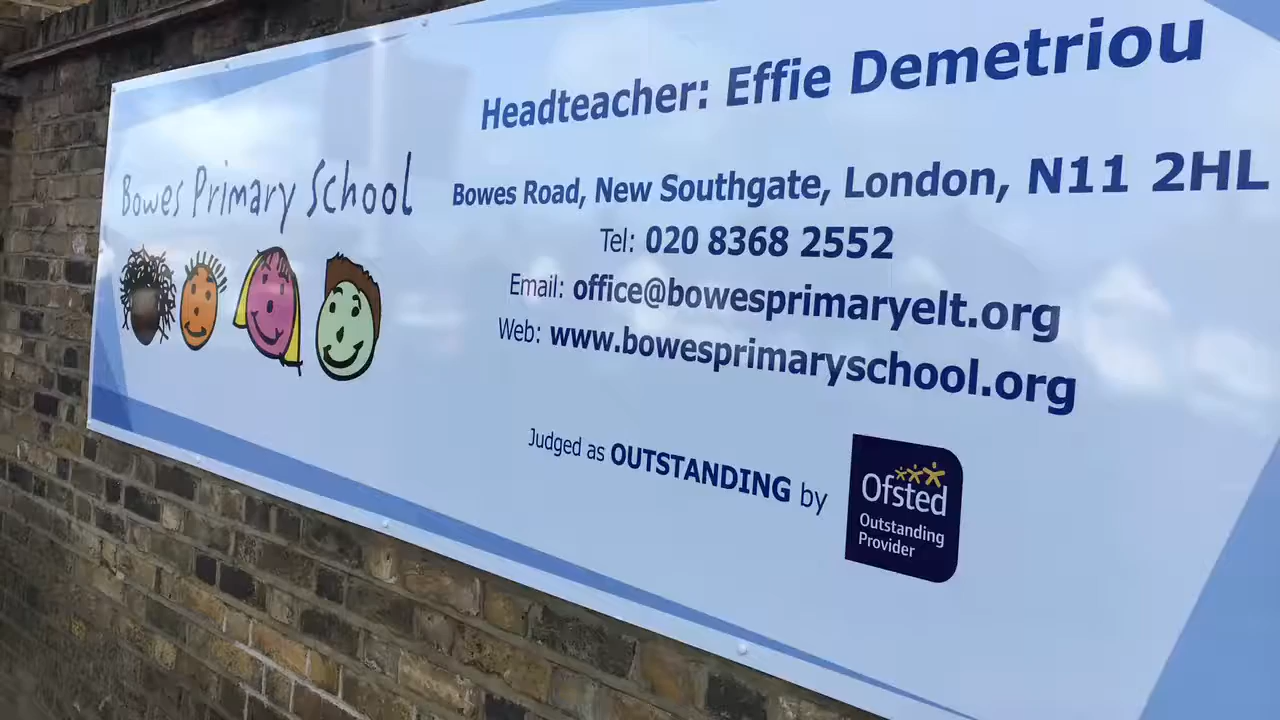 Bowes Primary School
Headteacher: Effie Demetriou
Bowes Road, New Southgate, London, N11 2HL
Tel: 020 8368 2552
Email: office@bowesprimaryelt.org
Web: www.bowesprimaryschool.org
Judged as OUTSTANDING by
Ofsted
Outstanding
Provider